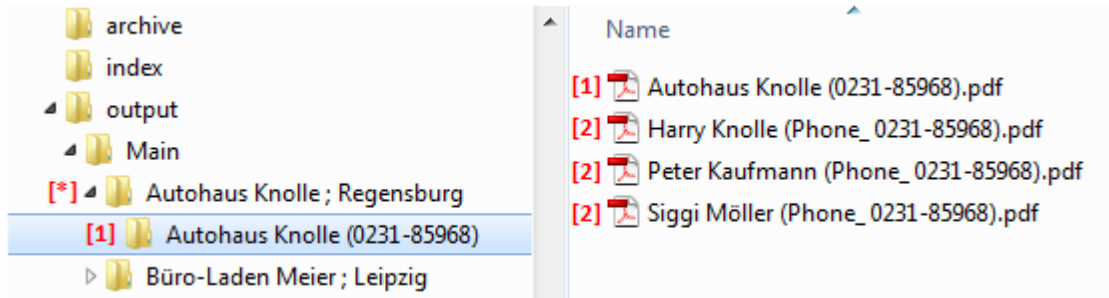 archive
index
output
Main
[*] Autohaus Knolle ; Regensburg
[1] Autohaus Knolle (0231-85968)
Büro-Laden Meier ; Leipzig
Name
[1] Autohaus Knolle (0231-85968).pdf
[2] Harry Knolle (Phone_ 0231-85968).pdf
[2] Peter Kaufmann (Phone_ 0231-85968).pdf
[2] Siggi Möller (Phone_ 0231-85968).pdf